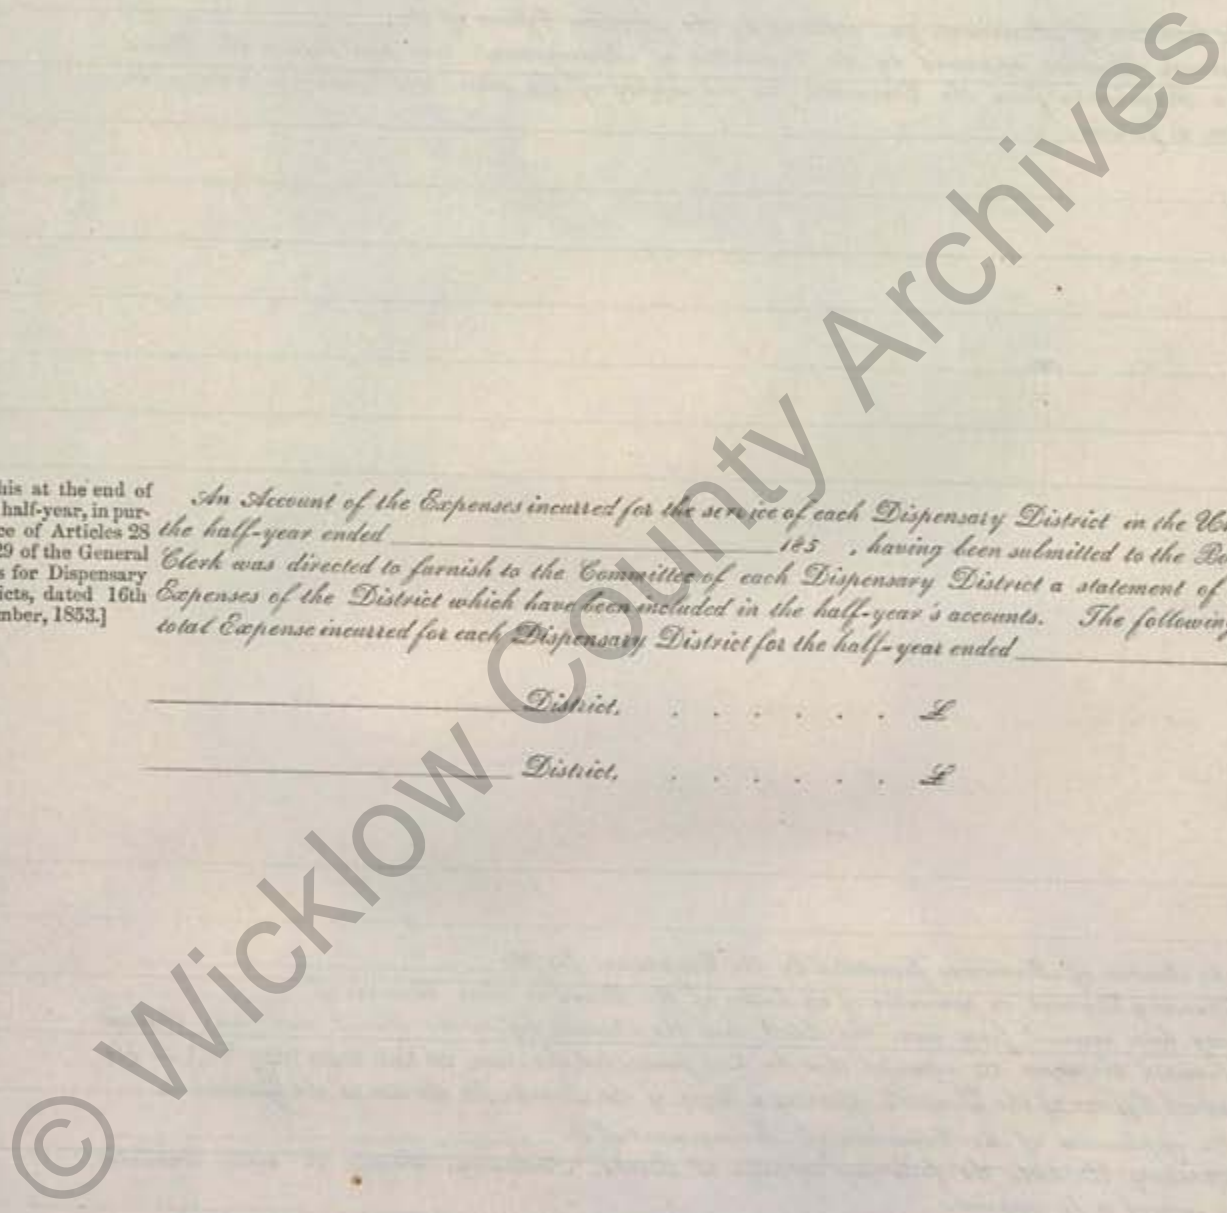 his at the end of
half-year, in pur-
ce of Articles 28
29 of the General
s for Dispensary
icts, dated 16th
mber, 1853.]
An Account of the Expenses incurred for the service of each Dispensary District in the U
the half-year ended 185 , having been submitted to the Bo
Clerk was directed to furnish to the Committee of each Dispensary District a statement of
Expenses of the District which have been included in the half-year's accounts. The following
total Expense incurred for each Dispensary District for the half-year ended
District, . . . . . . £
District, . . . . . . £
© Wicklow County Archives